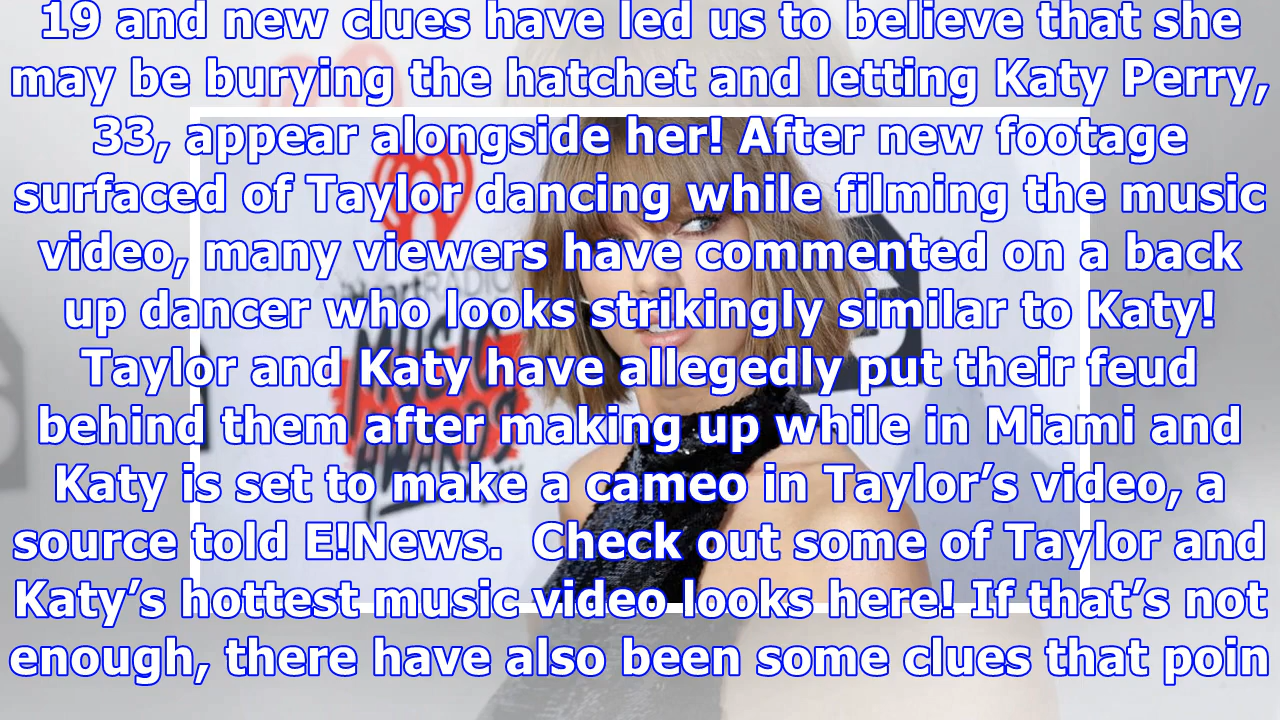 19 and new clues have led us to believe that she
may be burying the hatchet and letting Katy Perry,
33, appear alongside her! After new footage
surfaced of Taylor dancing while filming the music
video, many viewers have commented on a back
up dancer who looks strikingly similar to Katy!
Taylor and Katy have allegedly put their feud
behind them after making up while in Miami and
Katy is set to make a cameo in Taylor’s video, a
source told E!News.  Check out some of Taylor and
Katy’s hottest music video looks here! If that’s not
enough, there have also been some clues that poin
iHeartRADIO
MUSIC
AWARDS